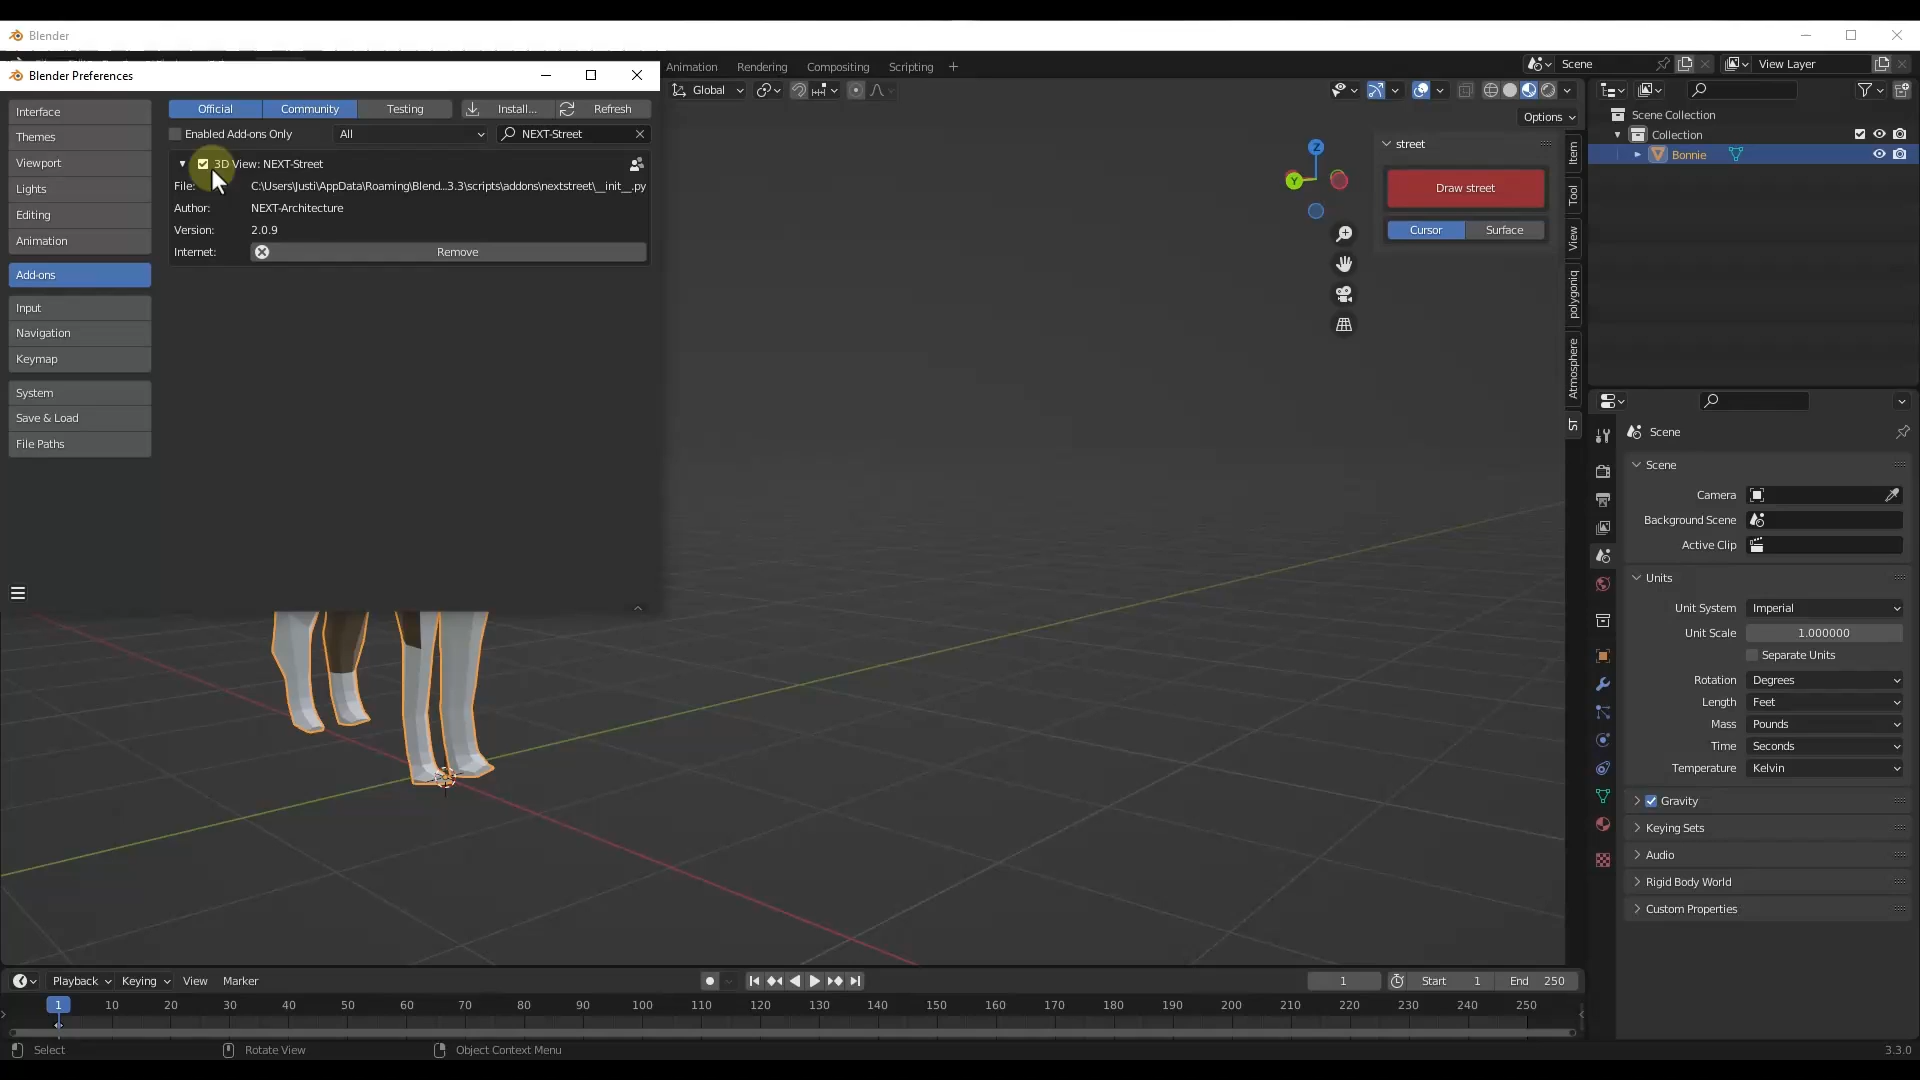 Blender
Blender Preferences
Animation
Rendering
Compositing
Scripting
Scene
View Layer
Interface
Themes
Viewport
Lights
Editing
Animation
Add-ons
Input
Navigation
Keymap
System
Save & Load
File Paths
Official
Community
Testing
Install...
Refresh
Enabled Add-ons Only
All
NEXT-Street
3D View: NEXT-Street
File:
C:\Users\Justi\AppData\Roaming\Blend...3.3\scripts\addons\nextstreet\__init__.py
Author:
NEXT-Architecture
Version:
2.0.9
Internet:
Remove
Global
Options
Z
Y
street
Draw street
Cursor
Surface
Item
Tool
View
polygoniq
Atmosphere
ST
Scene Collection
Collection
Bonnie
Scene
Scene
Camera
Background Scene
Active Clip
Units
Unit System
Imperial
Unit Scale
1.000000
Separate Units
Rotation
Degrees
Length
Feet
Mass
Pounds
Time
Seconds
Temperature
Kelvin
Gravity
Keying Sets
Audio
Rigid Body World
Custom Properties
Playback
Keying
View
Marker
1
Start
1
End
250
1
10
20
30
40
50
60
70
80
90
100
110
120
130
140
150
160
170
180
190
200
210
220
230
240
250
Select
Rotate View
Object Context Menu
3.3.0